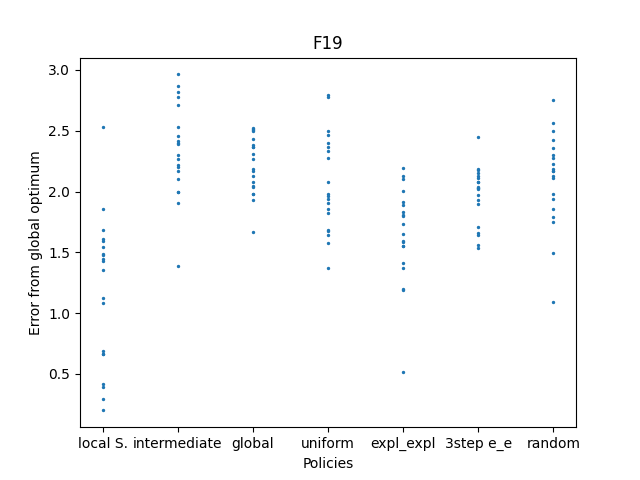 F19
Error from global optimum
3.0
2.5
2.0
1.5
1.0
0.5
local S. intermediate global uniform expl_expl 3step e_e random
Policies